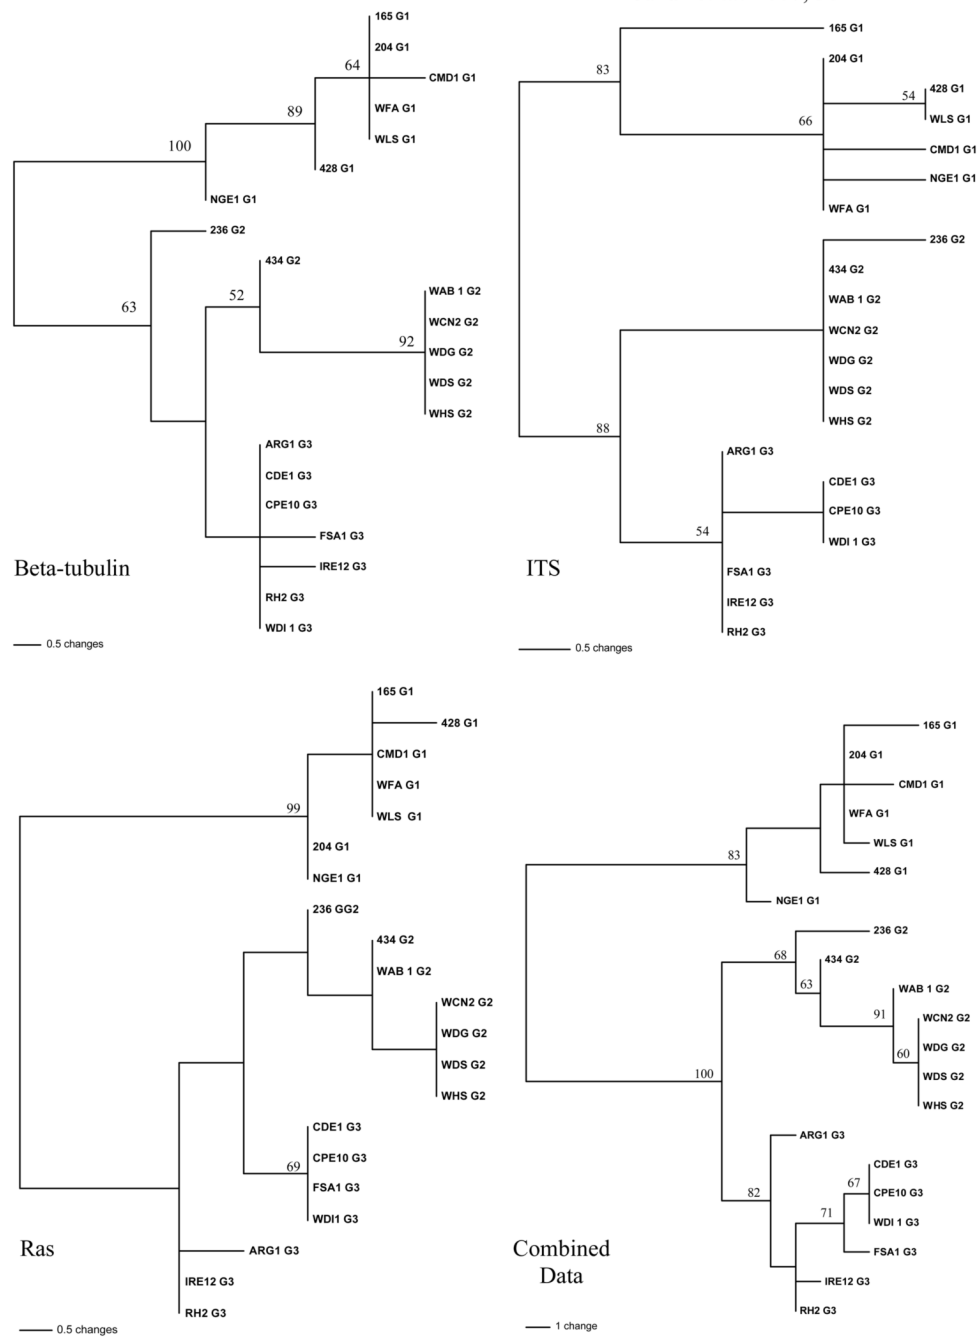 165 G1
204 G1
64
CMD1 G1
WFA G1
89
WLS G1
100
428 G1
NGE1 G1
236 G2
434 G2
63
52
WAB 1 G2
WCN2 G2
92
WDG G2
WDS G2
WHS G2
ARG1 G3
CDE1 G3
CPE10 G3
FSA1 G3
IRE12 G3
RH2 G3
WDI 1 G3
Beta-tubulin
0.5 changes
165 G1
204 G1
83
54
428 G1
WLS G1
66
CMD1 G1
NGE1 G1
WFA G1
236 G2
434 G2
WAB 1 G2
WCN2 G2
WDG G2
WDS G2
WHS G2
88
ARG1 G3
CDE1 G3
CPE10 G3
WDI 1 G3
54
FSA1 G3
IRE12 G3
RH2 G3
ITS
0.5 changes
165 G1
428 G1
CMD1 G1
WFA G1
WLS G1
99
204 G1
NGE1 G1
236 GG2
434 G2
WAB 1 G2
WCN2 G2
WDG G2
WDS G2
WHS G2
CDE1 G3
CPE10 G3
69
FSA1 G3
WDI1 G3
ARG1 G3
IRE12 G3
RH2 G3
Ras
0.5 changes
165 G1
204 G1
CMD1 G1
WFA G1
WLS G1
83
428 G1
NGE1 G1
236 G2
68
434 G2
63
WAB 1 G2
91
WCN2 G2
WDG G2
60
WDS G2
WHS G2
100
ARG1 G3
CDE1 G3
67
CPE10 G3
82
71
WDI 1 G3
FSA1 G3
IRE12 G3
RH2 G3
Combined
Data
1 change